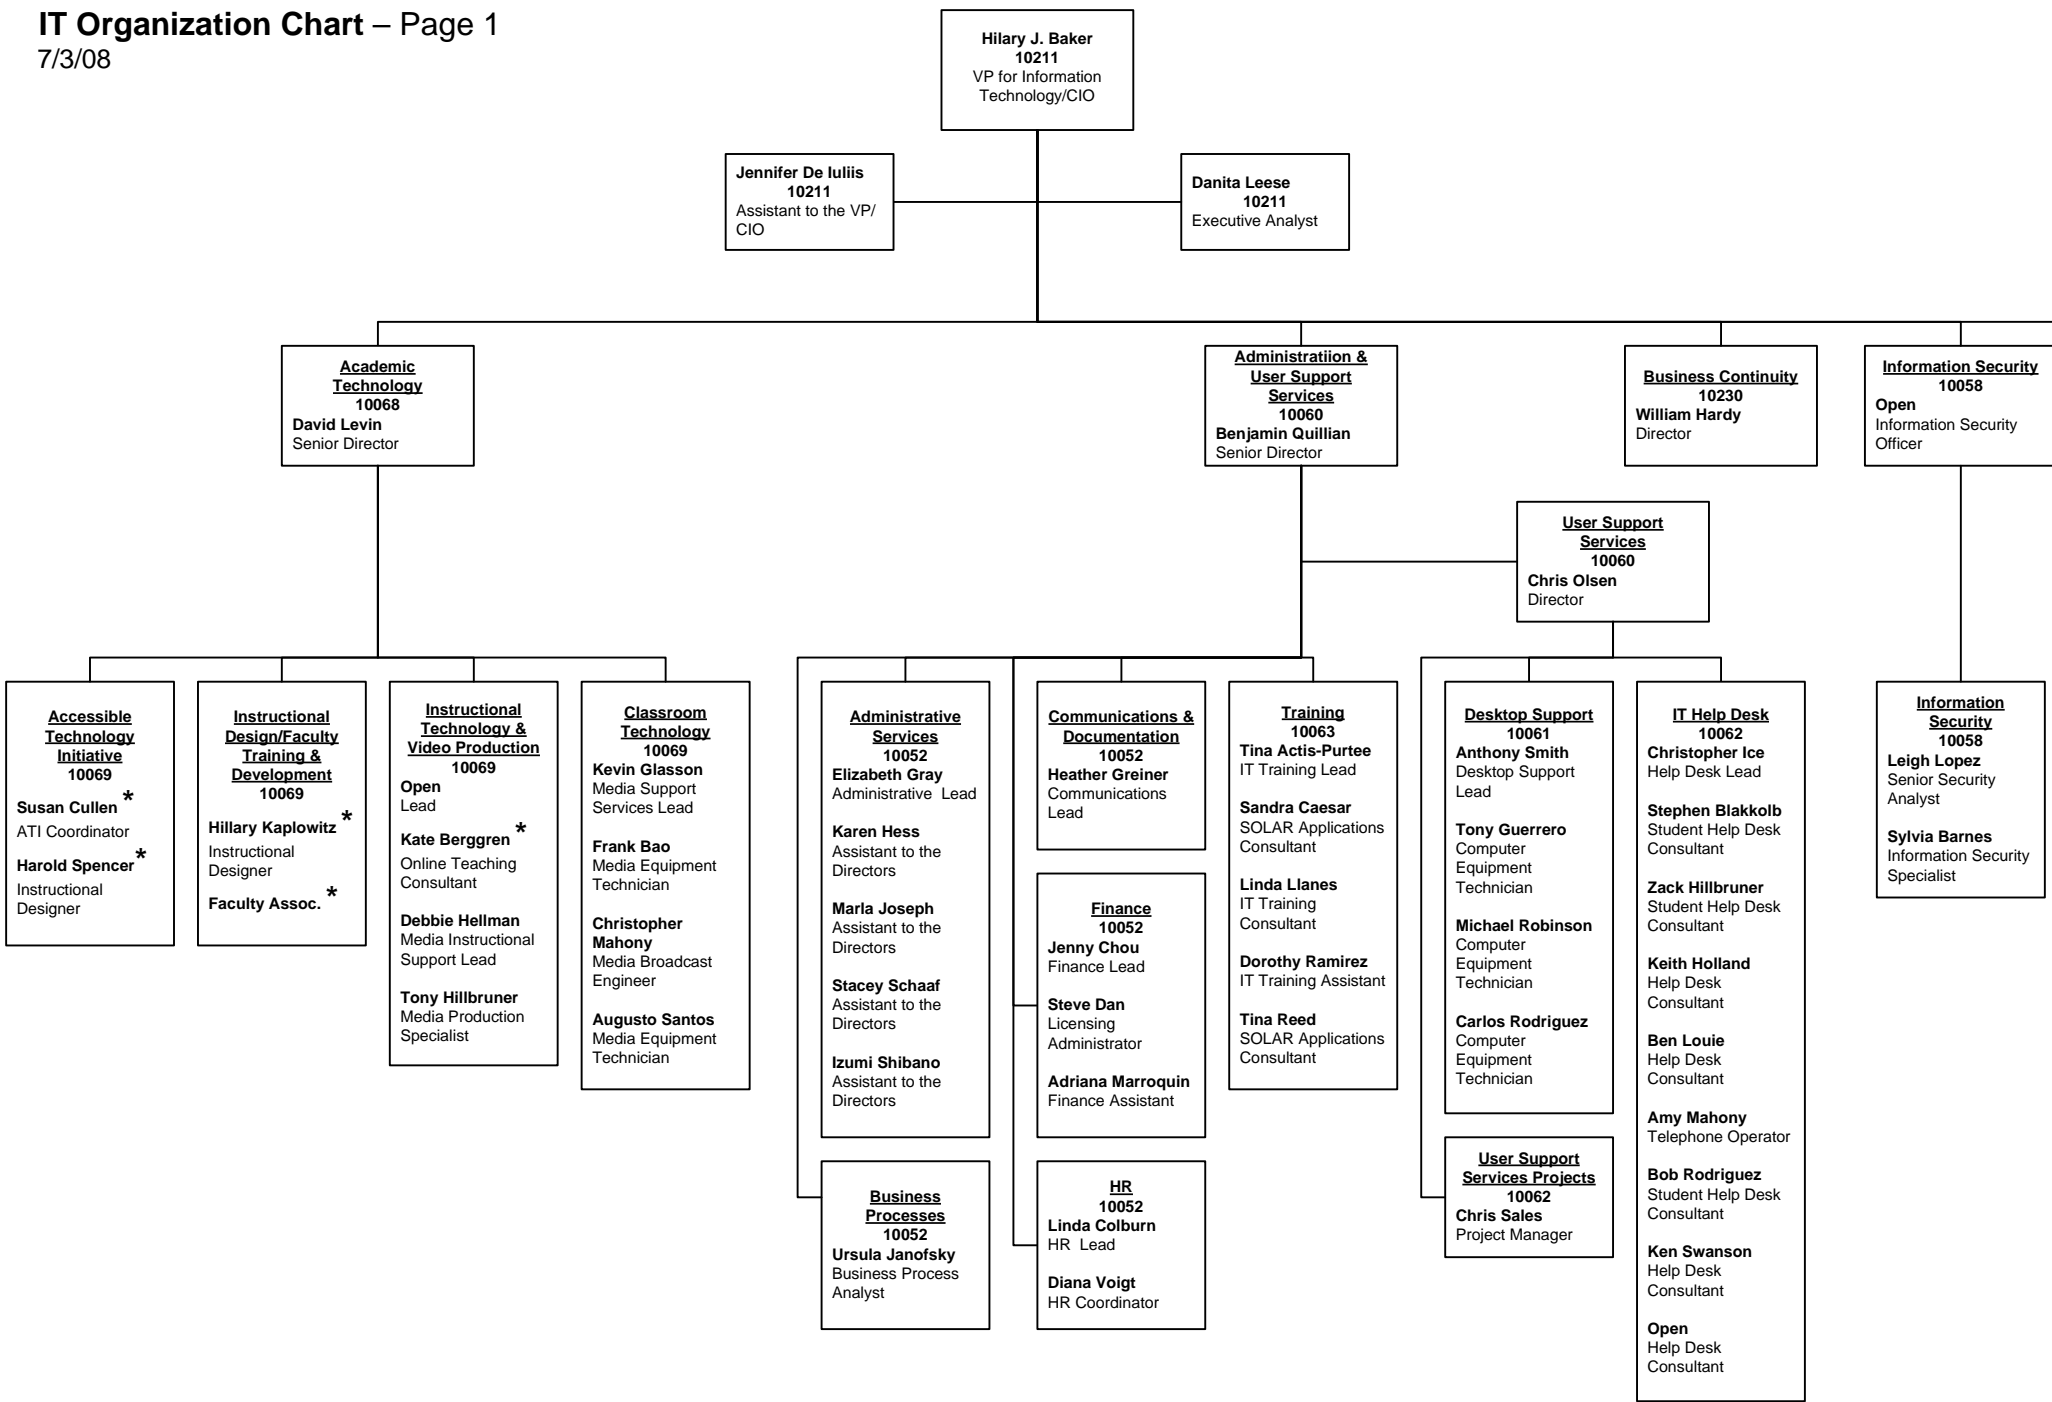 IT Organization Chart – Page 1
7/3/08
Hilary J. Baker
10211
VP for Information
Technology/CIO
Jennifer De Iuliis
10211
Assistant to the VP/
CIO
Danita Leese
10211
Executive Analyst
Academic
Technology
10068
David Levin
Senior Director
Administratiion &
User Support
Services
10060
Benjamin Quillian
Senior Director
Business Continuity
10230
William Hardy
Director
Information Security
10058
Open
Information Security
Officer
User Support
Services
10060
Chris Olsen
Director
Accessible
Technology
Initiative
10069
Susan Cullen *
ATI Coordinator
Harold Spencer *
Instructional
Designer
Instructional
Design/Faculty
Training &
Development
10069
Hillary Kaplowitz *
Instructional
Designer
Faculty Assoc. *
Instructional
Technology &
Video Production
10069
Open
Lead
Kate Berggren *
Online Teaching
Consultant
Debbie Hellman
Media Instructional
Support Lead
Tony Hillbruner
Media Production
Specialist
Classroom
Technology
10069
Kevin Glasson
Media Support
Services Lead
Frank Bao
Media Equipment
Technician
Christopher
Mahony
Media Broadcast
Engineer
Augusto Santos
Media Equipment
Technician
Administrative
Services
10052
Elizabeth Gray
Administrative Lead
Karen Hess
Assistant to the
Directors
Marla Joseph
Assistant to the
Directors
Stacey Schaaf
Assistant to the
Directors
Izumi Shibano
Assistant to the
Directors
Business
Processes
10052
Ursula Janofsky
Business Process
Analyst
Communications &
Documentation
10052
Heather Greiner
Communications
Lead
Finance
10052
Jenny Chou
Finance Lead
Steve Dan
Licensing
Administrator
Adriana Marroquin
Finance Assistant
HR
10052
Linda Colburn
HR Lead
Diana Voigt
HR Coordinator
Training
10063
Tina Actis-Purtee
IT Training Lead
Sandra Caesar
SOLAR Applications
Consultant
Linda Llanes
IT Training
Consultant
Dorothy Ramirez
IT Training Assistant
Tina Reed
SOLAR Applications
Consultant
Desktop Support
10061
Anthony Smith
Desktop Support
Lead
Tony Guerrero
Computer
Equipment
Technician
Michael Robinson
Computer
Equipment
Technician
Carlos Rodriguez
Computer
Equipment
Technician
User Support
Services Projects
10062
Chris Sales
Project Manager
IT Help Desk
10062
Christopher Ice
Help Desk Lead
Stephen Blakkolb
Student Help Desk
Consultant
Zack Hillbruner
Student Help Desk
Consultant
Keith Holland
Help Desk
Consultant
Ben Louie
Help Desk
Consultant
Amy Mahony
Telephone Operator
Bob Rodriguez
Student Help Desk
Consultant
Ken Swanson
Help Desk
Consultant
Open
Help Desk
Consultant
Information
Security
10058
Leigh Lopez
Senior Security
Analyst
Sylvia Barnes
Information Security
Specialist